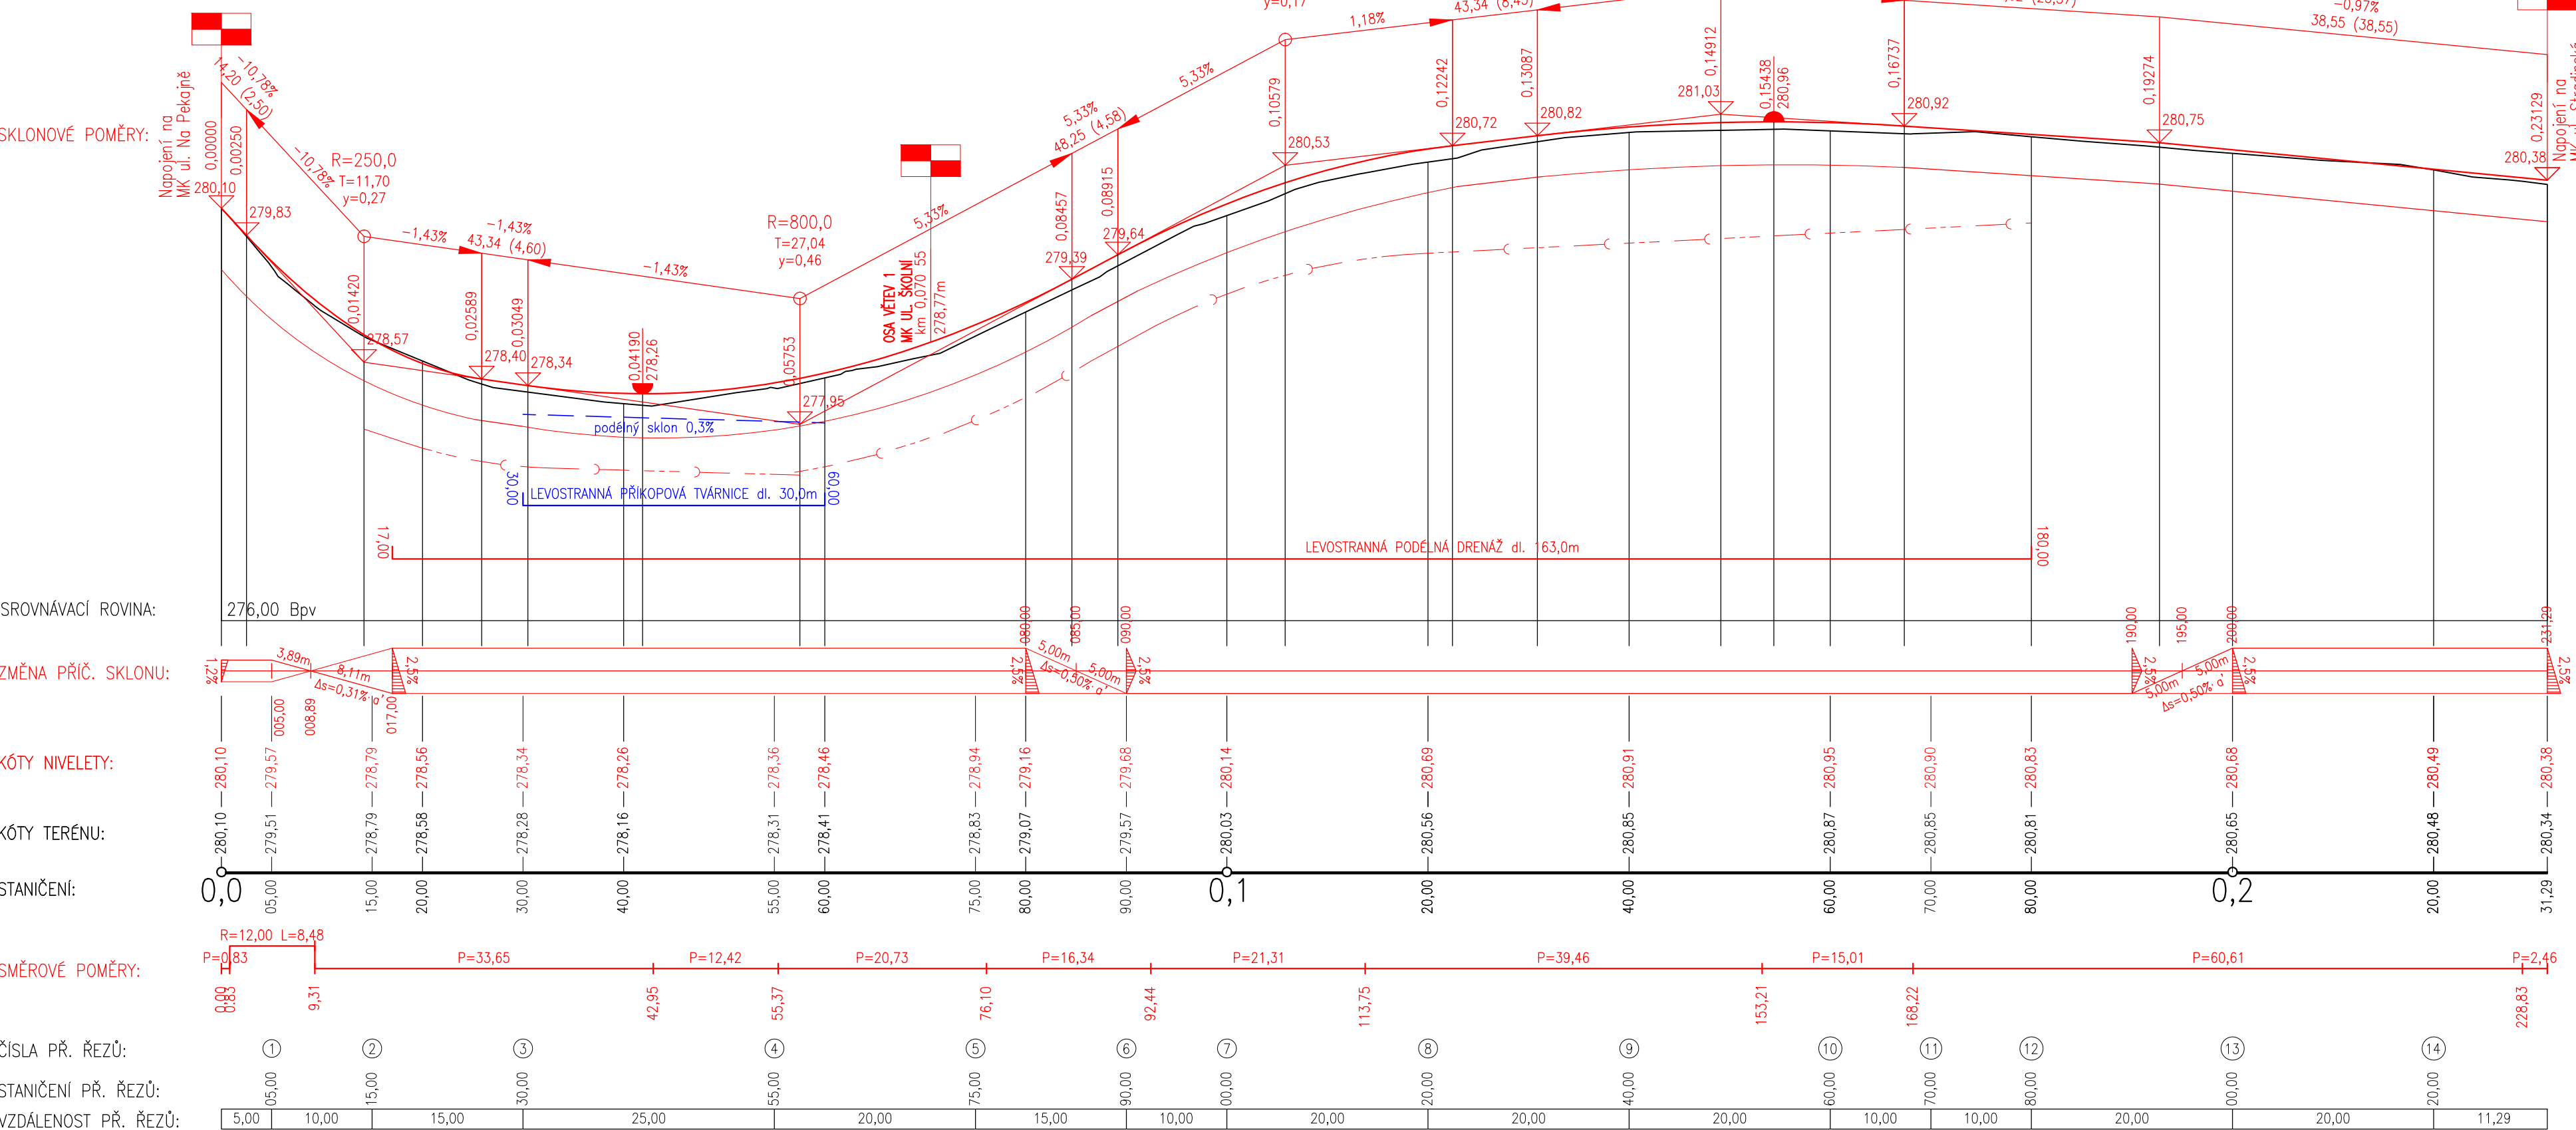 SKLONOVÉ POMĚRY:
Napojení na
MK ul. Na Pekajně
0,00000
280,10
0,00250
279,83
-10,78%
14,20 (2,50)
-10,78%
R=250,0
T=11,70
y=0,27
0,01420
278,57
-1,43%
-1,43%
43,34 (4,60)
0,02589
278,40
0,03049
278,34
-1,43%
0,04190
278,26
R=800,0
T=27,04
y=0,46
0,05753
277,95
OSA VĚTEV 1
MK UL. ŠKOLNÍ
km 0,070 55
278,77m
5,33%
5,33%
48,25 (4,58)
0,08457
279,39
0,08915
279,64
5,33%
y=0,17
0,10579
280,53
1,18%
0,12242
280,72
43,34 (8,45)
0,13087
280,82
0,14912
281,03
0,15438
280,96
0,16737
280,92
0,19274
280,75
-0,97%
38,55 (38,55)
0,23129
280,38
Napojení na
podélný sklon 0,3%
30,00
LEVOSTRANNÁ PŘÍKOPOVÁ TVÁRNICE dl. 30,0m
60,00
17,00
LEVOSTRANNÁ PODÉLNÁ DRENÁŽ dl. 163,0m
180,00
SROVNÁVACÍ ROVINA:
276,00 Bpv
ZMĚNA PŘÍČ. SKLONU:
1,2%
3,89m
8,11m
Δs=0,31%·a'
2,5%
005,00
008,89
017,00
080,00
085,00
090,00
2,5%
5,00m
5,00m
Δs=0,50%·a'
2,5%
190,00
195,00
200,00
231,29
2,5%
5,00m
5,00m
Δs=0,50%·a'
2,5%
2,5%
KÓTY NIVELETY:
280,10 279,57 278,79 278,56 278,34 278,26 278,36 278,46 278,94 279,16 279,68 280,14 280,69 280,91 280,95 280,90 280,83 280,68 280,49 280,38
KÓTY TERÉNU:
280,10 279,51 278,79 278,58 278,28 278,16 278,31 278,41 278,83 279,07 279,57 280,03 280,56 280,85 280,87 280,85 280,81 280,65 280,48 280,34
STANIČENÍ:
0,0 05,00 15,00 20,00 30,00 40,00 55,00 60,00 75,00 80,00 90,00 0,1 20,00 40,00 60,00 70,00 80,00 0,2 20,00 31,29
SMĚROVÉ POMĚRY:
R=12,00 L=8,48
P=0,83 P=33,65 P=12,42 P=20,73 P=16,34 P=21,31 P=39,46 P=15,01 P=60,61 P=2,46
0,00 0,83 9,31 42,95 55,37 76,10 92,44 113,75 153,21 168,22 228,83
ČÍSLA PŘ. ŘEZŮ:
1 2 3 4 5 6 7 8 9 10 11 12 13 14
STANIČENÍ PŘ. ŘEZŮ:
05,00 15,00 30,00 55,00 75,00 90,00 00,00 20,00 40,00 60,00 70,00 80,00 00,00 20,00
VZDÁLENOST PŘ. ŘEZŮ:
5,00 10,00 15,00 25,00 20,00 15,00 10,00 20,00 20,00 20,00 10,00 10,00 20,00 20,00 11,29